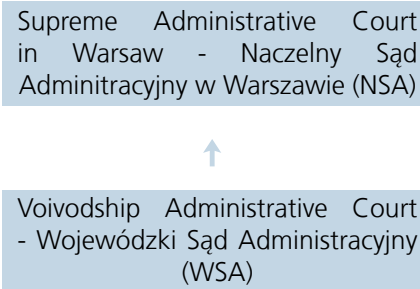 Supreme Administrative Court
in Warsaw - Naczelny Sąd
Adminitracyjny w Warszawie (NSA)
Voivodship Administrative Court
- Wojewódzki Sąd Administracyjny
(WSA)